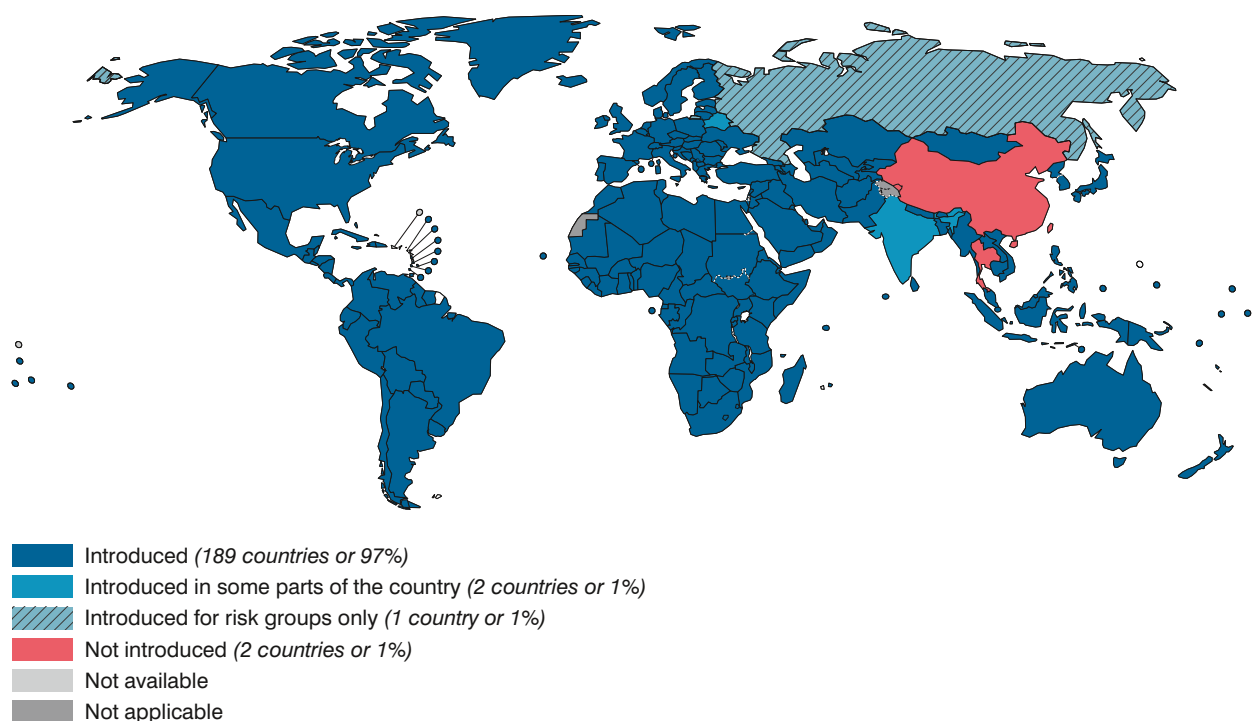 Introduced (189 countries or 97%)
Introduced in some parts of the country (2 countries or 1%)
Introduced for risk groups only (1 country or 1%)
Not introduced (2 countries or 1%)
Not available
Not applicable